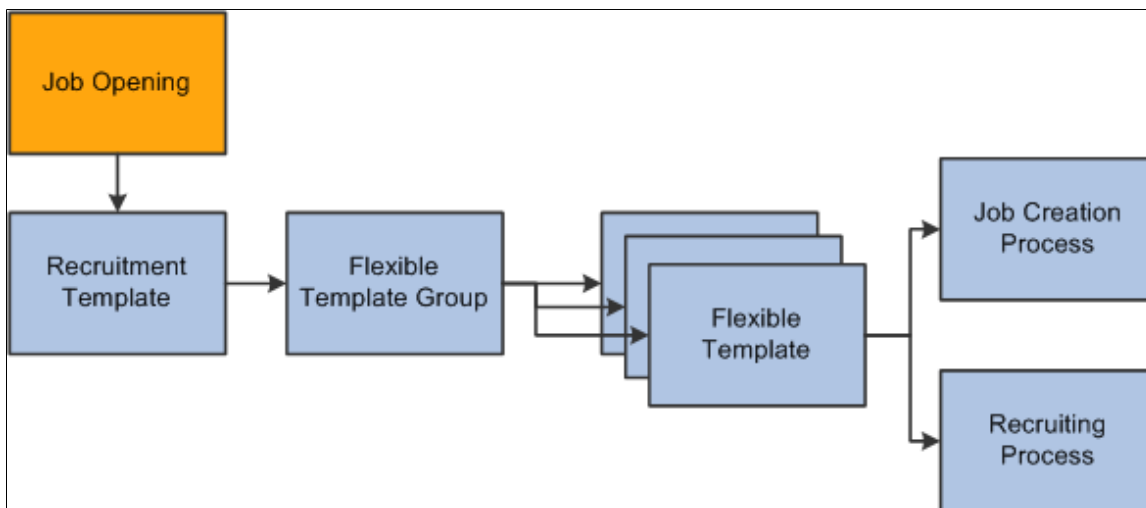 Job Opening
Recruitment
Template
Flexible
Template Group
Flexible
Template
Job Creation
Process
Recruiting
Process